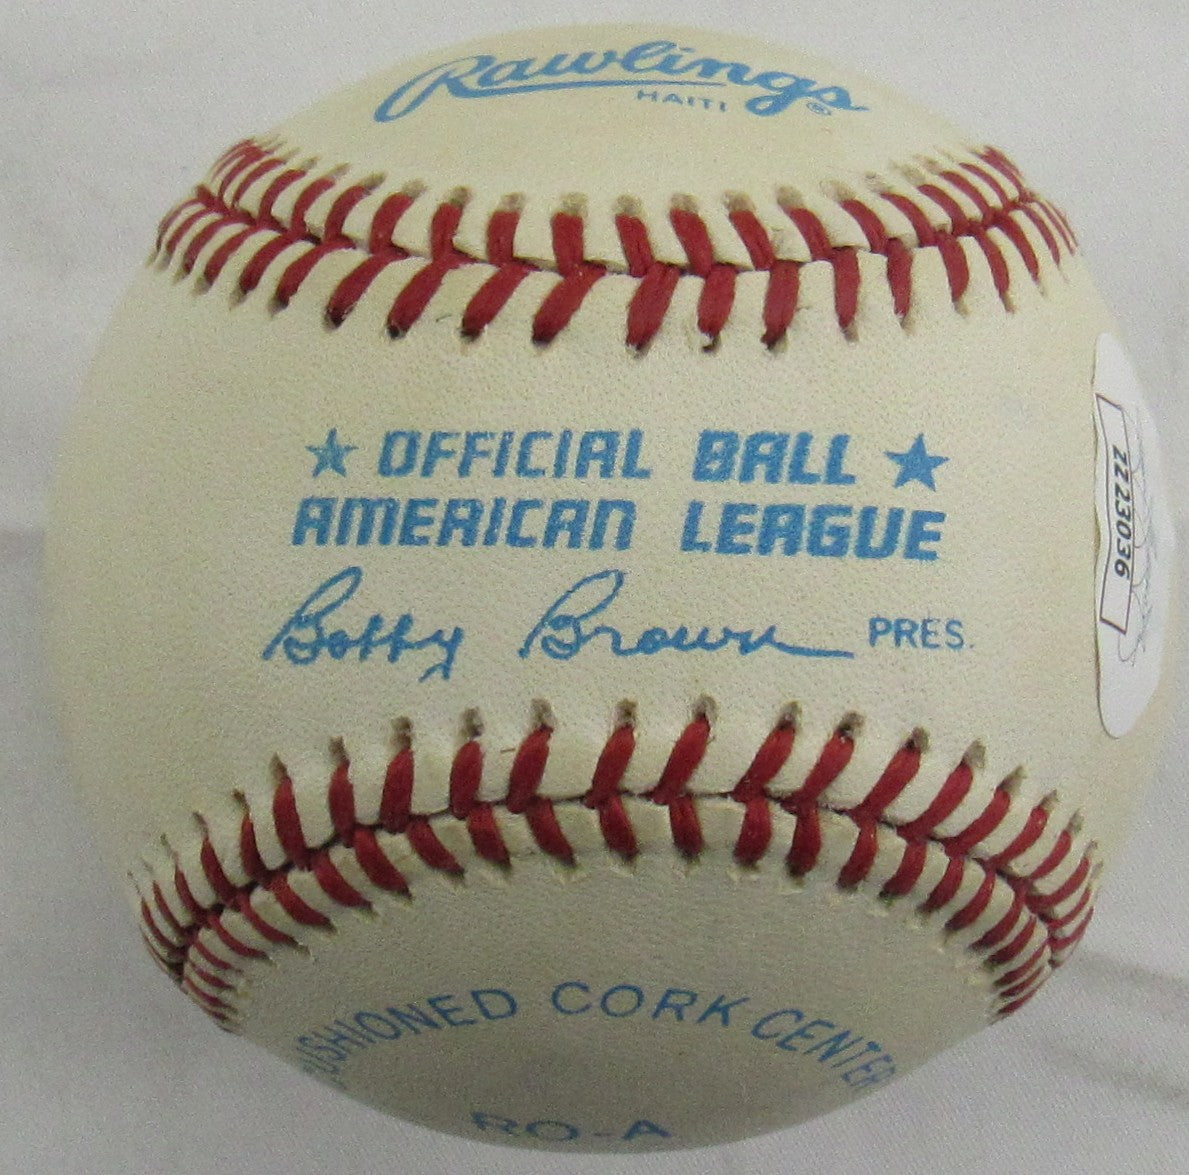 Rawlings®
HAITI
★ OFFICIAL BALL ★
AMERICAN LEAGUE
Bobby Brown PRES.
ZZ23036
CUSHIONED CORK CENTER
RO-A